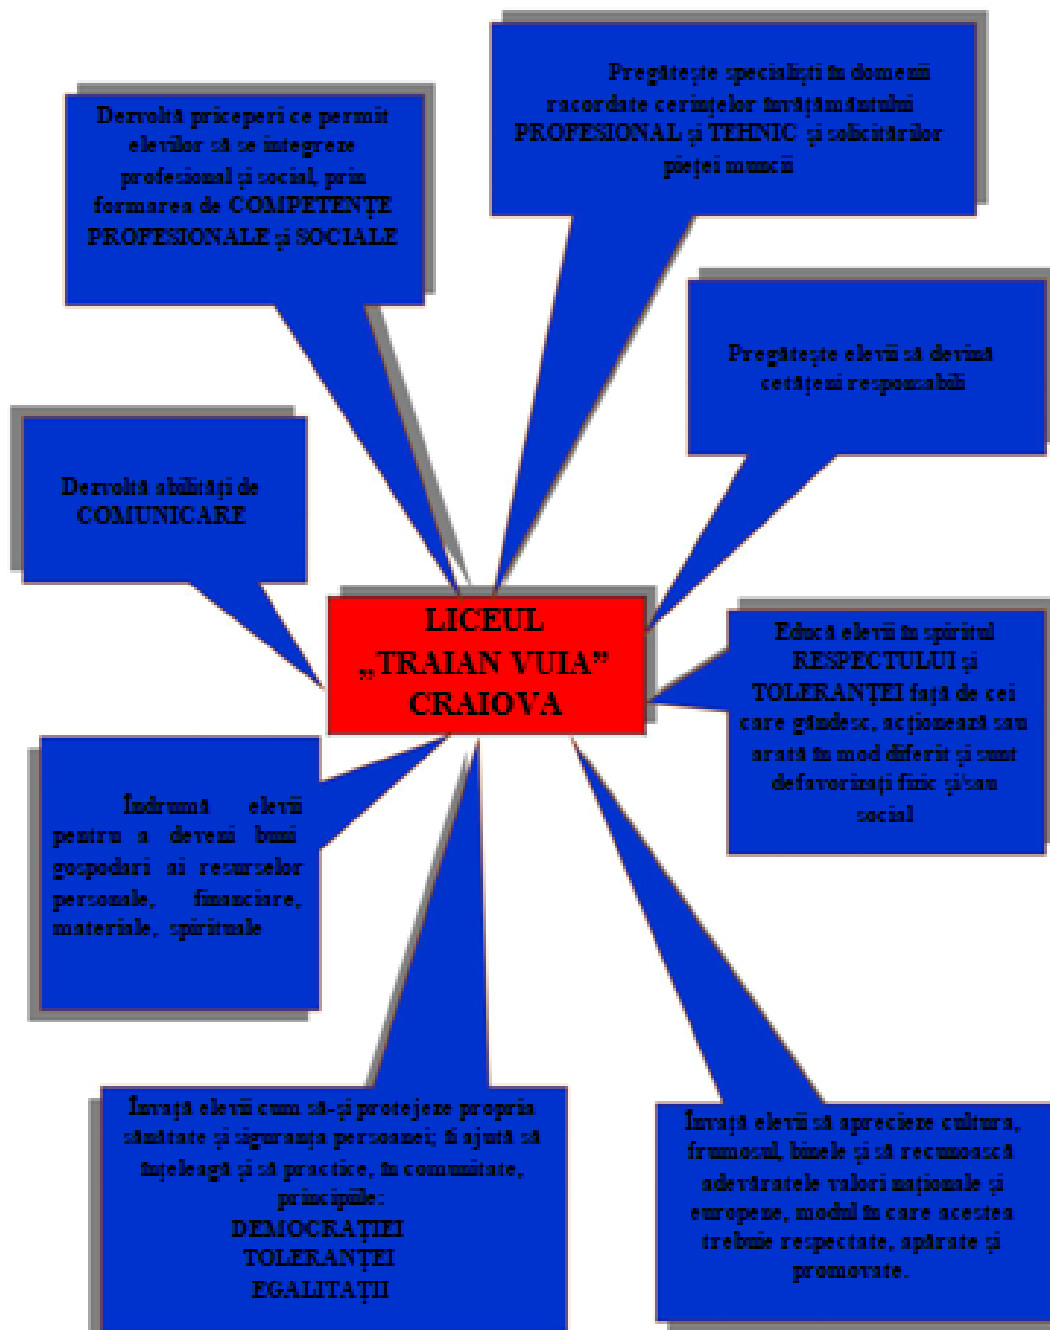 Pregătește specialiști în domenii
racordate cerințelor învățământului
PROFESIONAL și TEHNIC și solicitărilor
pieței muncii
Dezvoltă priceperi ce permit
elevilor să se integreze
profesional și social, prin
formarea de COMPETENȚE
PROFESIONALE și SOCIALE
Pregătește elevii să devină
cetățeni responsabili
Dezvoltă abilități de
COMUNICARE
LICEUL
„TRAIAN VUIA”
CRAIOVA
Educă elevii în spiritul
RESPECTULUI și
TOLERANȚEI față de cei
care gândesc, acționează sau
arată în mod diferit și sunt
defavorizați fizic și/sau
social
Îndrumă elevii
pentru a deveni buni
gospodari ai resurselor
personale, financiare,
materiale, spirituale
Învață elevii cum să-și protejeze propria
sănătate și siguranța persoanei; îi ajută să
înțeleagă și să practice, în comunitate,
principiile:
DEMOCRAȚIEI
TOLERANȚEI
EGALITAȚII
Învață elevii să aprecieze cultura,
frumosul, binele și să recunoască
adevăratele valori naționale și
europene, modul în care acestea
trebuie respectate, apărate și
promovate.